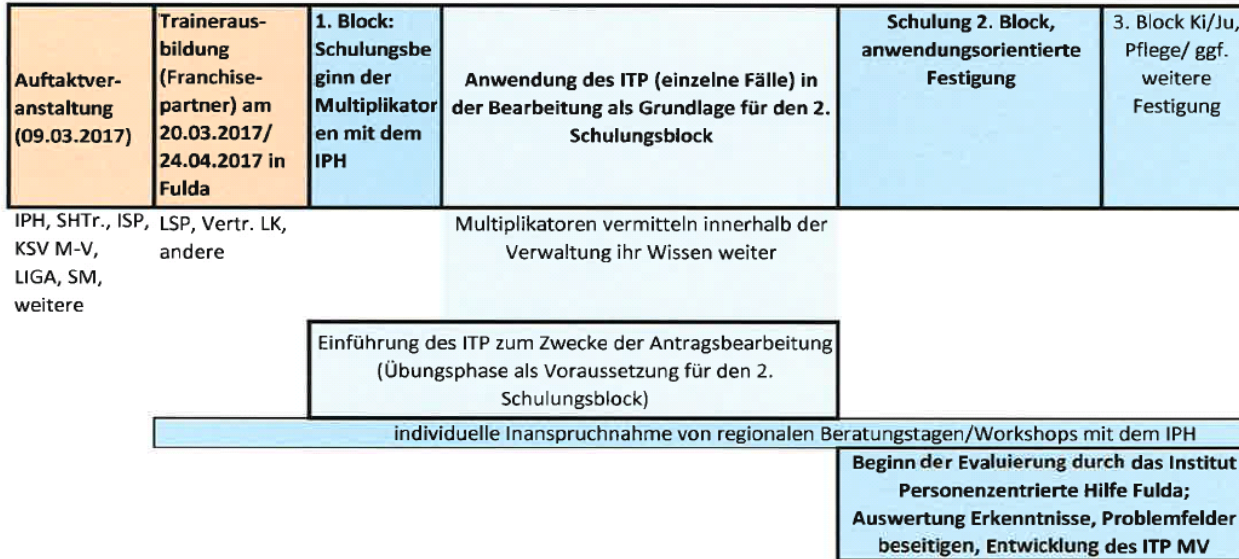 Auftaktver-
anstaltung
(09.03.2017)
Traineraus-
bildung
(Franchise-
partner) am
20.03.2017/
24.04.2017 in
Fulda
1. Block:
Schulungsbe
ginn der
Multiplikator
en mit dem
IPH
Anwendung des ITP (einzelne Fälle) in
der Bearbeitung als Grundlage für den 2.
Schulungsblock
Schulung 2. Block,
anwendungsorientierte
Festigung
3. Block Ki/Ju,
Pflege/ ggf.
weitere
Festigung
IPH, SHTr., ISP,
KSV M-V,
LIGA, SM,
weitere
LSP, Vertr. LK,
andere
Multiplikatoren vermitteln innerhalb der
Verwaltung ihr Wissen weiter
Einführung des ITP zum Zwecke der Antragsbearbeitung
(Übungsphase als Voraussetzung für den 2.
Schulungsblock)
individuelle Inanspruchnahme von regionalen Beratungstagen/Workshops mit dem IPH
Beginn der Evaluierung durch das Institut
Personenzentrierte Hilfe Fulda;
Auswertung Erkenntnisse, Problemfelder
beseitigen, Entwicklung des ITP MV